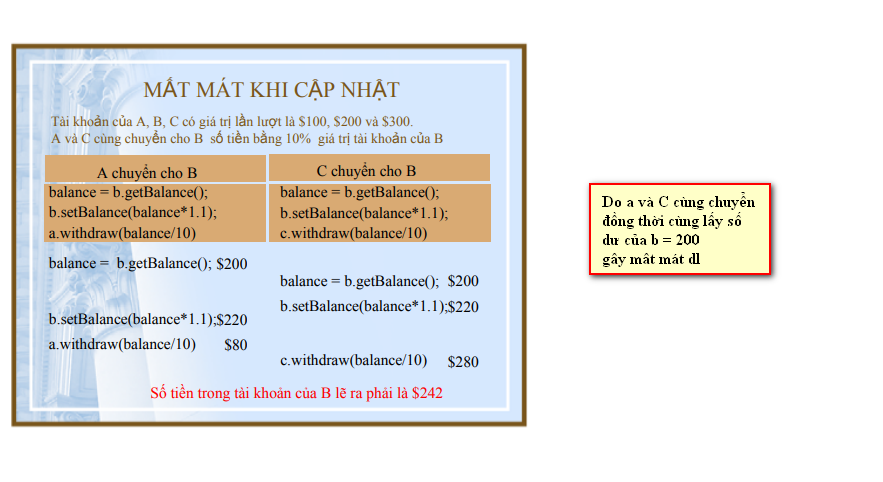 MẤT MÁT KHI CẬP NHẬT
Tài khoản của A, B, C có giá trị lần lượt là $100, $200 và $300.
A và C cùng chuyển cho B số tiền bằng 10% giá trị tài khoản của B
A chuyển cho B
balance = b.getBalance();
b.setBalance(balance*1.1);
a.withdraw(balance/10)
C chuyển cho B
balance = b.getBalance();
b.setBalance(balance*1.1);
c.withdraw(balance/10)
balance = b.getBalance(); $200
balance = b.getBalance(); $200
b.setBalance(balance*1.1);$220
b.setBalance(balance*1.1);$220
a.withdraw(balance/10) $80
c.withdraw(balance/10) $280
Số tiền trong tài khoản của B lẽ ra phải là $242
Do a và C cùng chuyển
đồng thời cùng lấy số
dư của b = 200
gây mât mát dl